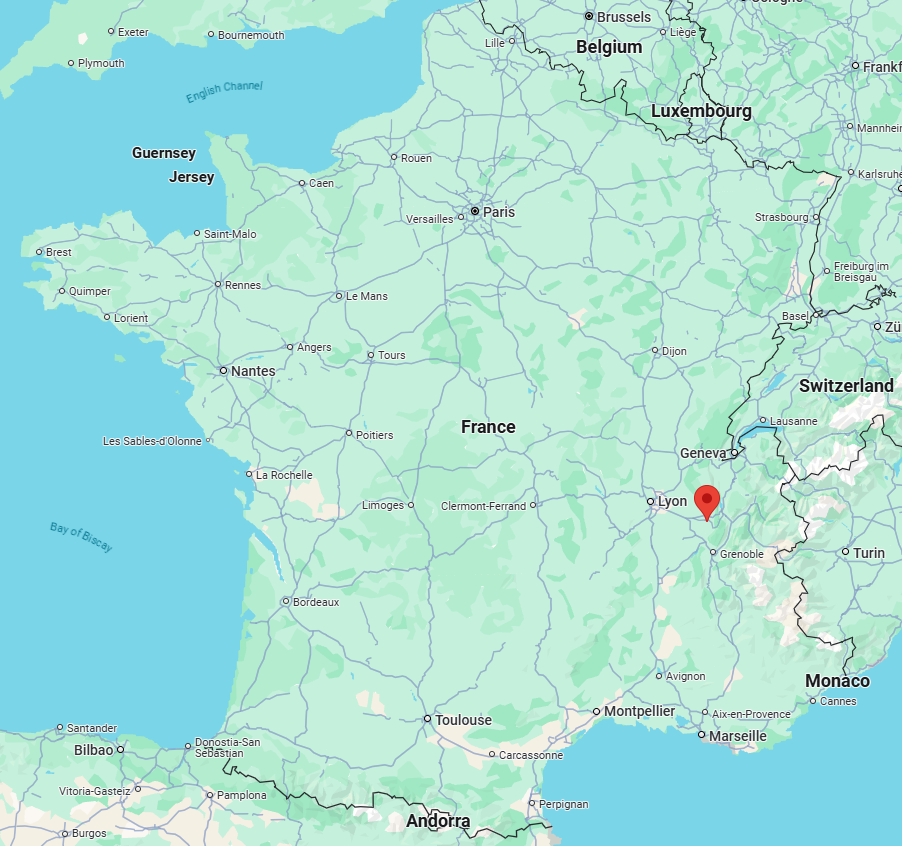 Exeter
Bournemouth
Plymouth
English Channel
Brussels
Lille
Liège
Belgium
Luxembourg
Mannheim
Karlsruhe
Guernsey
Jersey
Rouen
Caen
Versailles
Paris
Strasbourg
Saint-Malo
Brest
Freiburg im
Breisgau
Rennes
Quimper
Le Mans
Lorient
Basel
Angers
Tours
Dijon
Nantes
Switzerland
France
Lausanne
Poitiers
Les Sables-d'Olonne
Geneva
La Rochelle
Limoges
Clermont-Ferrand
Lyon
Bay of Biscay
Grenoble
Turin
Bordeaux
Avignon
Monaco
Cannes
Montpellier
Aix-en-Provence
Toulouse
Marseille
Santander
Bilbao
Donostia-San
Sebastián
Carcassonne
Vitoria-Gasteiz
Pamplona
Perpignan
Andorra
Burgos